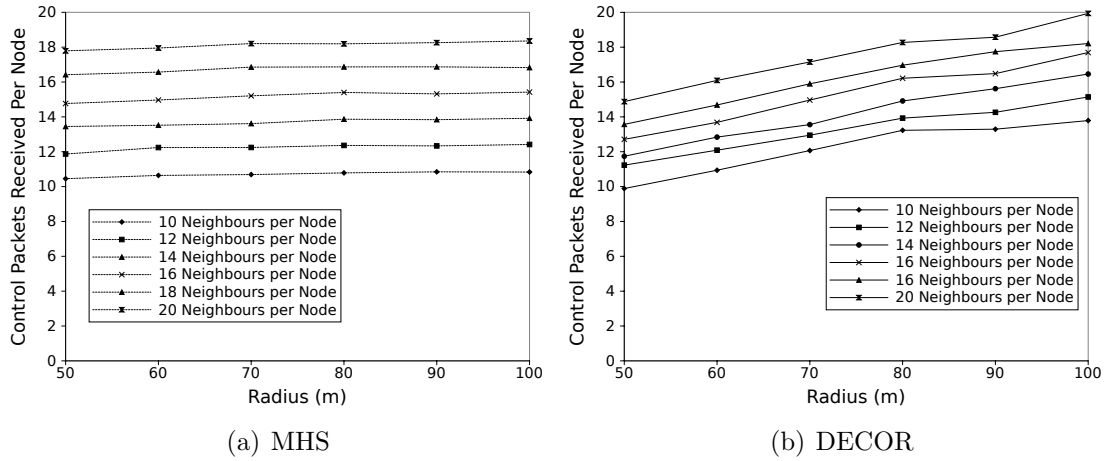 20
18
16
14
12
10
8
6
4
2
0
Control Packets Received Per Node
10 Neighbours per Node
12 Neighbours per Node
14 Neighbours per Node
16 Neighbours per Node
18 Neighbours per Node
20 Neighbours per Node
50 60 70 80 90 100
Radius (m)
(a) MHS
20
18
16
14
12
10
8
6
4
2
0
Control Packets Received Per Node
10 Neighbours per Node
12 Neighbours per Node
14 Neighbours per Node
16 Neighbours per Node
16 Neighbours per Node
20 Neighbours per Node
50 60 70 80 90 100
Radius (m)
(b) DECOR